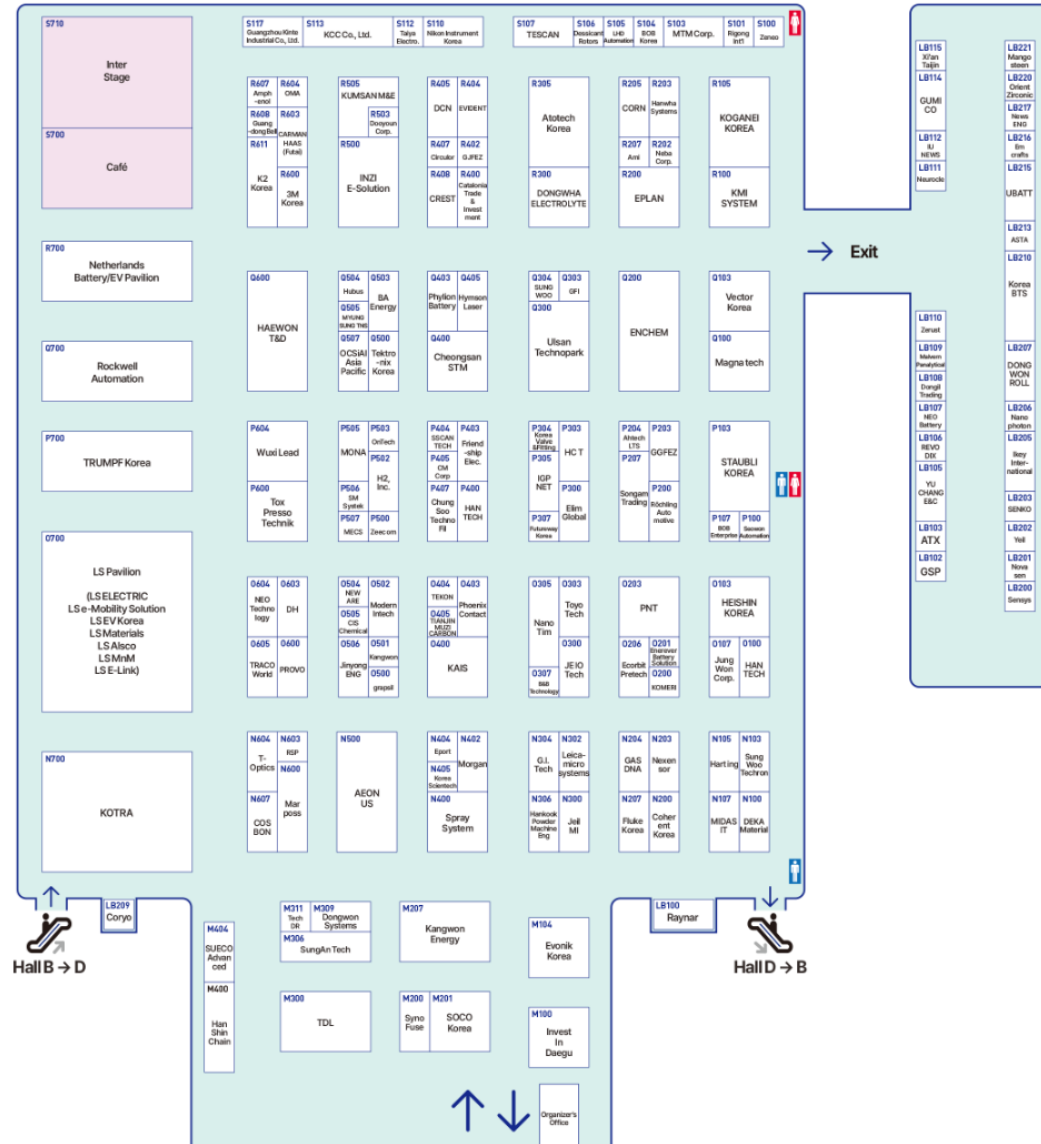 S710
Inter
Stage
S700
Café
S117
Guangzhou Xinte
Industrial Co., Ltd.
S113
KCC Co., Ltd.
S112
Taiya
Electro.
S110
Nikon Instrument
Korea
S107
TESCAN
S106
Dessicant
Rotors
S105
LHD
Automation
S104
BOB
Korea
S103
MTM Corp.
S101
Rigong
Int'l
S100
Zaneo
R607
Amph
-enol
R604
OMA
R608
Guang
-dong Bell
R603
CARMAN
HAAS
(Futai)
R611
K2
Korea
R600
3M
Korea
R505
KUMSAN M&E
R503
Dooyoun
Corp.
R500
INZI
E-Solution
R405
DCN
R404
EVIDENT
R407
Circulor
R402
GJFEZ
R408
CREST
R400
Catalonia
Trade
&
Invest
ment
R305
Atotech
Korea
R300
DONGWHA
ELECTROLYTE
R205
CORN
R203
Hanwha
Systems
R207
Ami
R202
Nebo
Corp.
R200
EPLAN
R105
KOGANEI
KOREA
R100
KMI
SYSTEM
R700
Netherlands
Battery/EV Pavilion
Q700
Rockwell
Automation
P700
TRUMPF Korea
O700
LS Pavilion
(LS ELECTRIC
LS e-Mobility Solution
LS EV Korea
LS Materials
LS Alsco
LS MnM
LS E-Link)
N700
KOTRA
Q600
HAEWON
T&D
Q504
Hubus
Q503
BA
Energy
Q505
MYUNG
SUNG TNS
Q507
OCSiAl
Asia
Pacific
Q500
Tektro
-nix
Korea
Q403
Phylion
Battery
Q405
Hymson
Laser
Q400
Cheongsan
STM
Q304
SUNG
WOO
Q303
GFI
Q300
Ulsan
Technopark
Q200
ENCHEM
Q103
Vector
Korea
Q100
Magna tech
P604
Wuxi Lead
P600
Tox
Presso
Technik
P505
MONA
P503
OnTech
P502
H2,
Inc.
P506
SM
Systek
P507
MECS
P500
Zeecom
P404
SSCAN
TECH
P403
Friend
-ship
Elec.
P405
CM
Corp
P407
Chung
Soo
Techno
Fil
P400
HAN
TECH
P304
Korea
Valve
&Fitting
P303
HCT
P305
IGP
NET
P300
Elim
Global
P307
Futureway
Korea
P204
Ahtech
LTS
P203
GGFEZ
P207
Songam
Trading
P200
Röchling
Auto
motive
P103
STAUBLI
KOREA
P107
BOB
Enterprise
P100
Seowon
Automation
O604
NEO
Techno
logy
O603
DH
O605
TRACO
World
O600
PROVO
O504
NEW
ARE
O502
Modern
Intech
O505
CIS
Chemical
O506
Jinyong
ENG
O501
Kangwon
O500
grapsil
O404
TEKON
O403
Phoenix
Contact
O405
TIANJIN
MUZI
CARBON
O400
KAIS
O305
Nano
Tim
O303
Toyo
Tech
O307
B&B
Technology
O300
JEIO
Tech
O203
PNT
O206
Ecorbit
Pretech
O201
Enerever
Battery
Solution
O200
KOMERI
O103
HEISHIN
KOREA
O107
Jung
Won
Corp.
O100
HAN
TECH
N604
T-
Optics
N603
RSP
N600
Mar
poss
N607
COS
BON
N500
AEON
US
N404
Eport
N402
Morgan
N405
Korea
Scientech
N400
Spray
System
N304
G.I.
Tech
N302
Leica-
micro
systems
N306
Hankook
Powder
Machine
Eng
N300
Jeil
MI
N204
GAS
DNA
N203
Nexen
sor
N207
Fluke
Korea
N200
Coher
ent
Korea
N105
Harting
N103
Sung
Woo
Techron
N107
MIDAS
IT
N100
DEKA
Material
Hall B → D
LB209
Coryo
M404
SUECO
Advan
ced
M400
Han
Shin
Chain
M311
Tech
DR
M309
Dongwon
Systems
M306
SungAn Tech
M300
TDL
M207
Kangwon
Energy
M200
Syno
Fuse
M201
SOCO
Korea
M104
Evonik
Korea
M100
Invest
In
Daegu
Organizer's
Office
LB100
Raynar
Hall D → B
→ Exit
LB115
Xi'an
Taijin
LB114
GUMI
CO
LB112
IU
NEWS
LB111
Neurocle
LB110
Zerust
LB109
Malvern
Panalytical
LB108
Dongil
Trading
LB107
NEO
Battery
LB106
REVO
DIX
LB105
YU
CHANG
E&C
LB103
ATX
LB102
GSP
LB221
Mango
steen
LB220
Orient
Zirconic
LB217
News
ENG
LB216
Em
crafts
LB215
UBATT
LB213
ASTA
LB210
Korea
BTS
LB207
DONG
WON
ROLL
LB206
Nano
photon
LB205
Ikey
Inter-
national
LB203
SENKO
LB202
Yeil
LB201
Nova
sen
LB200
Sensys